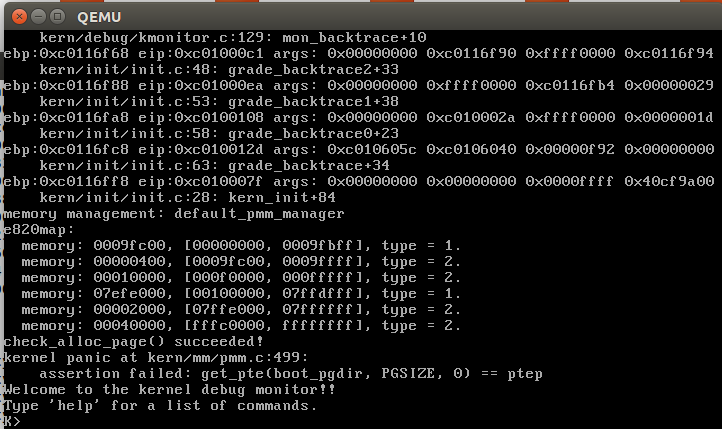 QEMU
kern/debug/kmonitor.c:129: mon_backtrace+10
ebp:0xc0116f68 eip:0xc01000c1 args: 0x00000000 0xc0116f90 0xffff0000 0xc0116f94
kern/init/init.c:48: grade_backtrace2+33
ebp:0xc0116f88 eip:0xc01000ea args: 0x00000000 0xffff0000 0xc0116fb4 0x00000029
kern/init/init.c:53: grade_backtrace1+38
ebp:0xc0116fa8 eip:0xc0100108 args: 0x00000000 0xc010002a 0xffff0000 0x0000001d
kern/init/init.c:58: grade_backtrace0+23
ebp:0xc0116fc8 eip:0xc010012d args: 0xc010605c 0xc0106040 0x00000f92 0x00000000
kern/init/init.c:63: grade_backtrace+34
ebp:0xc0116ff8 eip:0xc010007f args: 0x00000000 0x00000000 0x0000ffff 0x40cf9a00
kern/init/init.c:28: kern_init+84
memory management: default_pmm_manager
e820map:
memory: 0009fc00, [00000000, 0009fbff], type = 1.
memory: 00000400, [0009fc00, 0009ffff], type = 2.
memory: 00010000, [000f0000, 000fffff], type = 2.
memory: 07efe000, [00100000, 07ffdfff], type = 1.
memory: 00002000, [07ffe000, 07ffffff], type = 2.
memory: 00040000, [fffc0000, ffffffff], type = 2.
check_alloc_page() succeeded!
kernel panic at kern/mm/pmm.c:499:
assertion failed: get_pte(boot_pgdir, PGSIZE, 0) == ptep
Welcome to the kernel debug monitor!!
Type 'help' for a list of commands.
K>